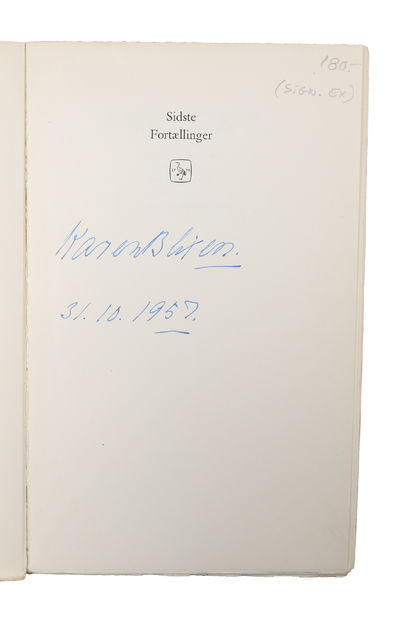 180.-
(SIGN. EX)
Sidste
Fortællinger
Karen Blixen.
31. 10. 1957.